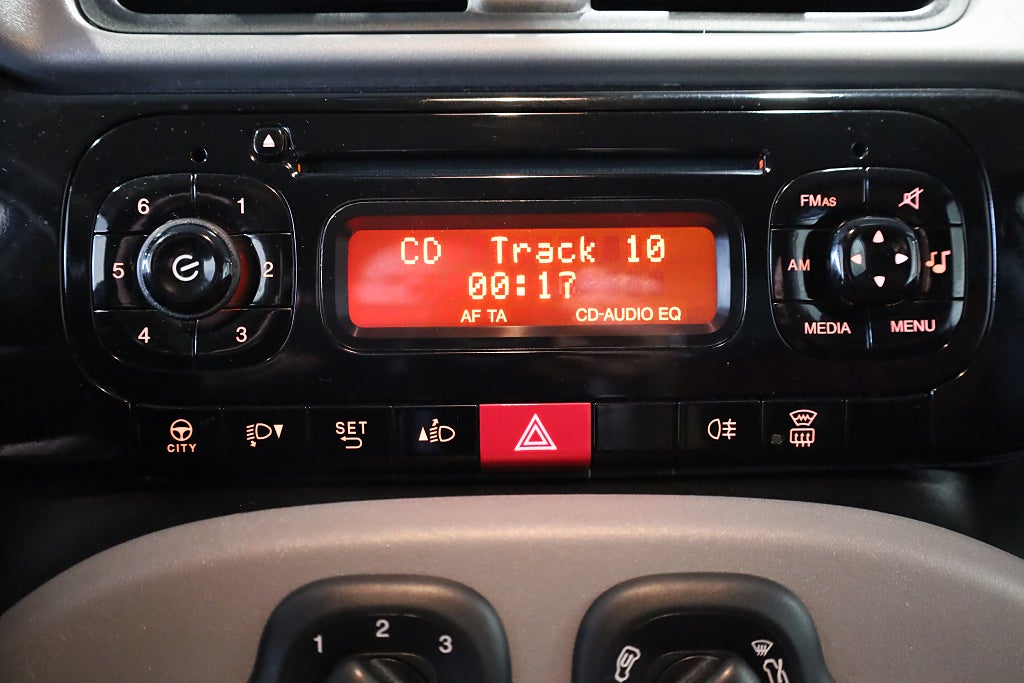 6 1
5 2
4 3
CD Track 10
00:17
AF TA CD-AUDIO EQ
FMAS
AM
MEDIA MENU
CITY
SET
1 2 3